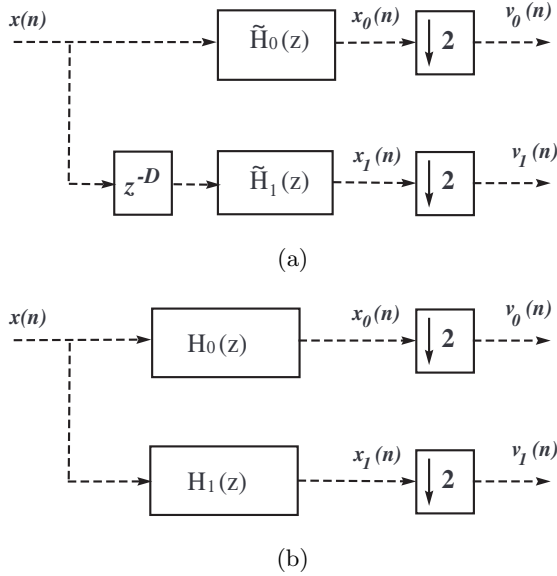 x(n) H̃₀(z) x₀(n) ↓2 v₀(n)
z⁻ᴰ H̃₁(z) x₁(n) ↓2 v₁(n)
(a)
x(n) H₀(z) x₀(n) ↓2 v₀(n)
H₁(z) x₁(n) ↓2 v₁(n)
(b)